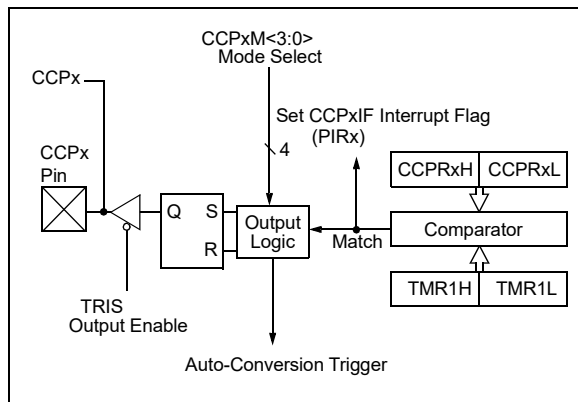 CCPxM<3:0>
Mode Select
CCPx
Set CCPxIF Interrupt Flag
(PIRx)
4
CCPx
Pin
CCPRxH CCPRxL
Q S
R
Output
Logic
Match
Comparator
TMR1H TMR1L
TRIS
Output Enable
Auto-Conversion Trigger